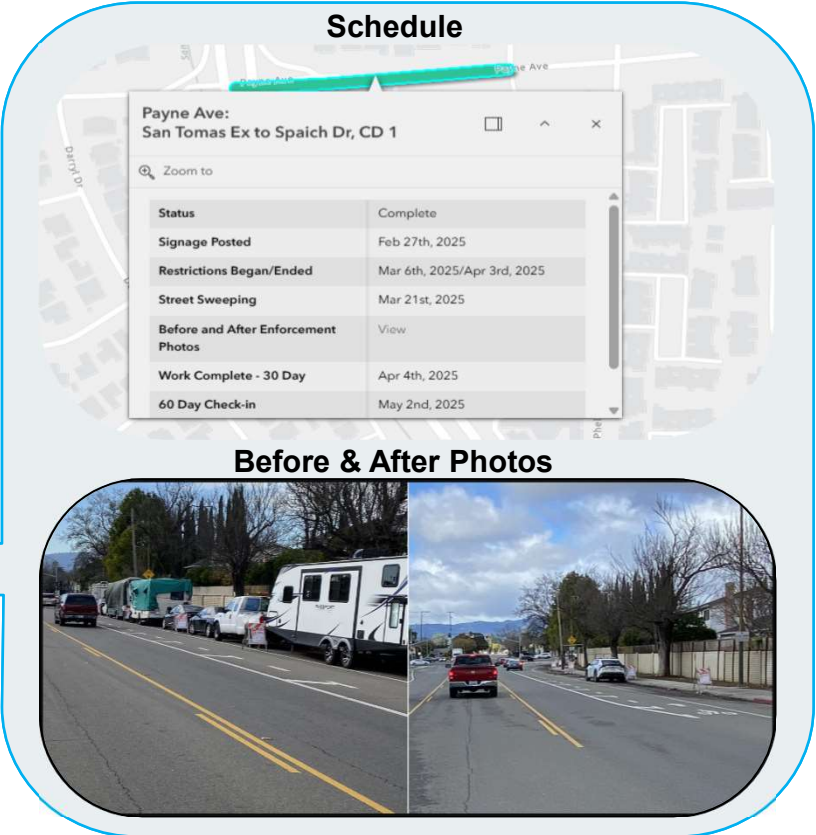 Schedule
Payne Ave
Payne Ave
Darryl Dr
Payne Ave:
San Tomas Ex to Spaich Dr, CD 1
Zoom to
Status Complete
Signage Posted Feb 27th, 2025
Restrictions Began/Ended Mar 6th, 2025/Apr 3rd, 2025
Street Sweeping Mar 21st, 2025
Before and After Enforcement View
Photos
Work Complete - 30 Day Apr 4th, 2025
60 Day Check-in May 2nd, 2025
Before & After Photos